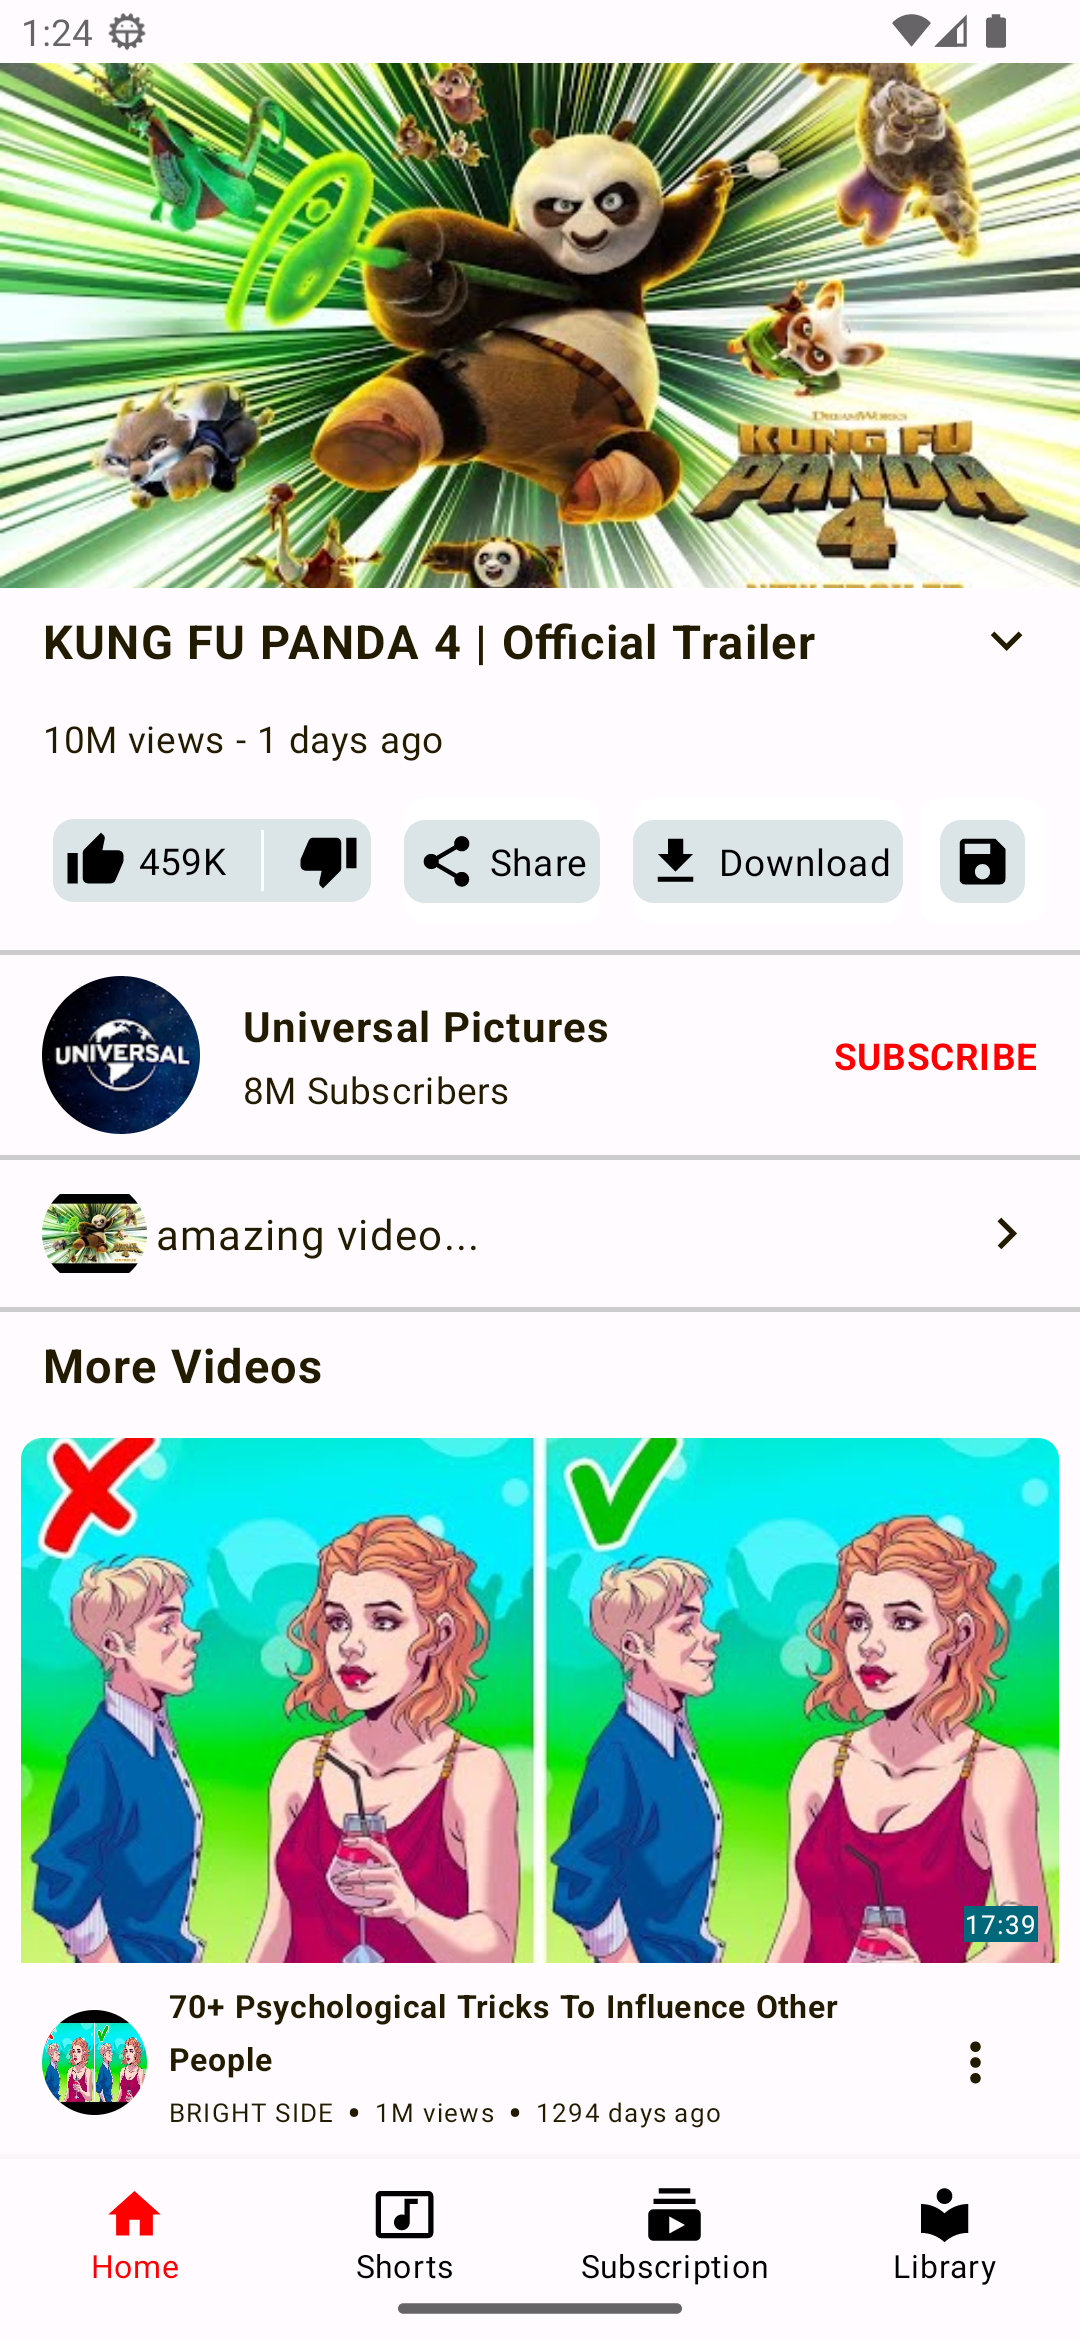 1:24
DREAMWORKS
KUNG FU
PANDA
4
KUNG FU PANDA 4 | Official Trailer
10M views - 1 days ago
459K
Share
Download
UNIVERSAL
Universal Pictures
8M Subscribers
SUBSCRIBE
amazing video...
More Videos
17:39
70+ Psychological Tricks To Influence Other
People
BRIGHT SIDE • 1M views • 1294 days ago
Home
Shorts
Subscription
Library